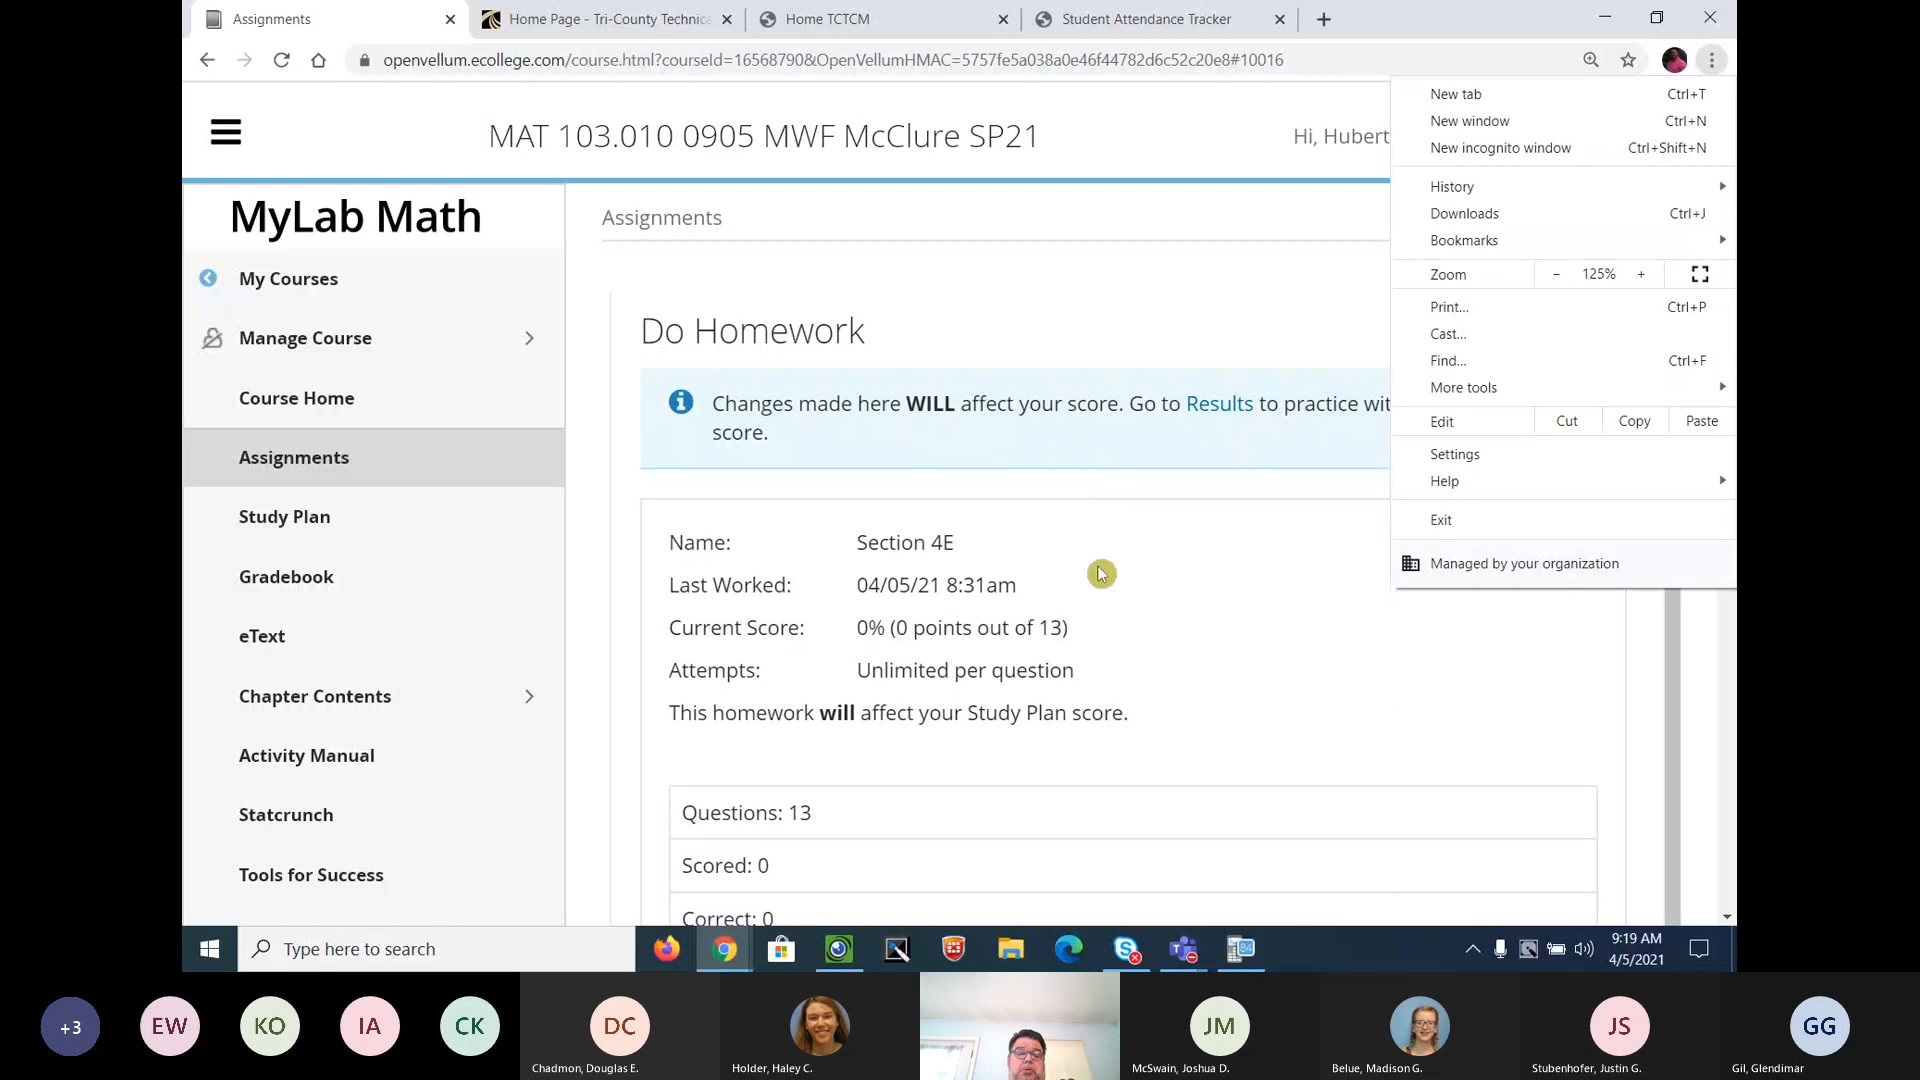 Assignments
Home Page - Tri-County Technica
Home TCTCM
Student Attendance Tracker
openvellum.ecollege.com/course.html?courseId=16568790&OpenVellumHMAC=5757fe5a038a0e46f44782d6c52c20e8#10016
MAT 103.010 0905 MWF McClure SP21
Hi, Hubert
MyLab Math
My Courses
Manage Course
Course Home
Assignments
Study Plan
Gradebook
eText
Chapter Contents
Activity Manual
Statcrunch
Tools for Success
Assignments
Do Homework
Changes made here WILL affect your score. Go to Results to practice wit
score.
Name: Section 4E
Last Worked: 04/05/21 8:31am
Current Score: 0% (0 points out of 13)
Attempts: Unlimited per question
This homework will affect your Study Plan score.
Questions: 13
Scored: 0
Correct: 0
New tab Ctrl+T
New window Ctrl+N
New incognito window Ctrl+Shift+N
History
Downloads Ctrl+J
Bookmarks
Zoom - 125% +
Print... Ctrl+P
Cast...
Find... Ctrl+F
More tools
Edit Cut Copy Paste
Settings
Help
Exit
Managed by your organization
Type here to search
9:19 AM
4/5/2021
+3
EW
KO
IA
CK
DC
Chadmon, Douglas E.
Holder, Haley C.
JM
McSwain, Joshua D.
Belue, Madison G.
JS
Stubenhofer, Justin G.
GG
Gil, Glendimar